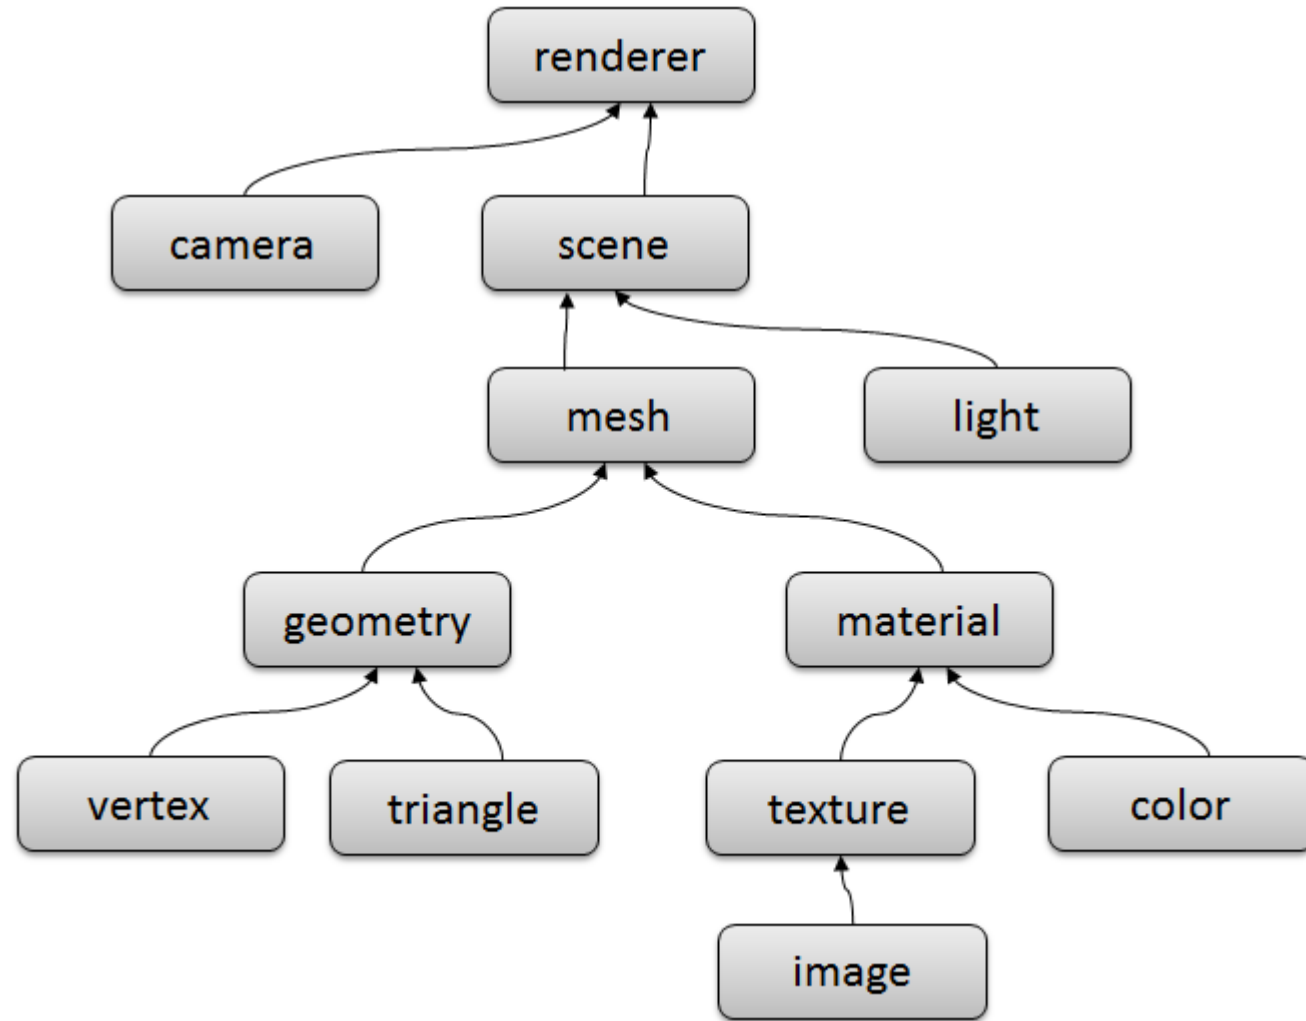 renderer
camera
scene
mesh
light
geometry
material
vertex
triangle
texture
color
image